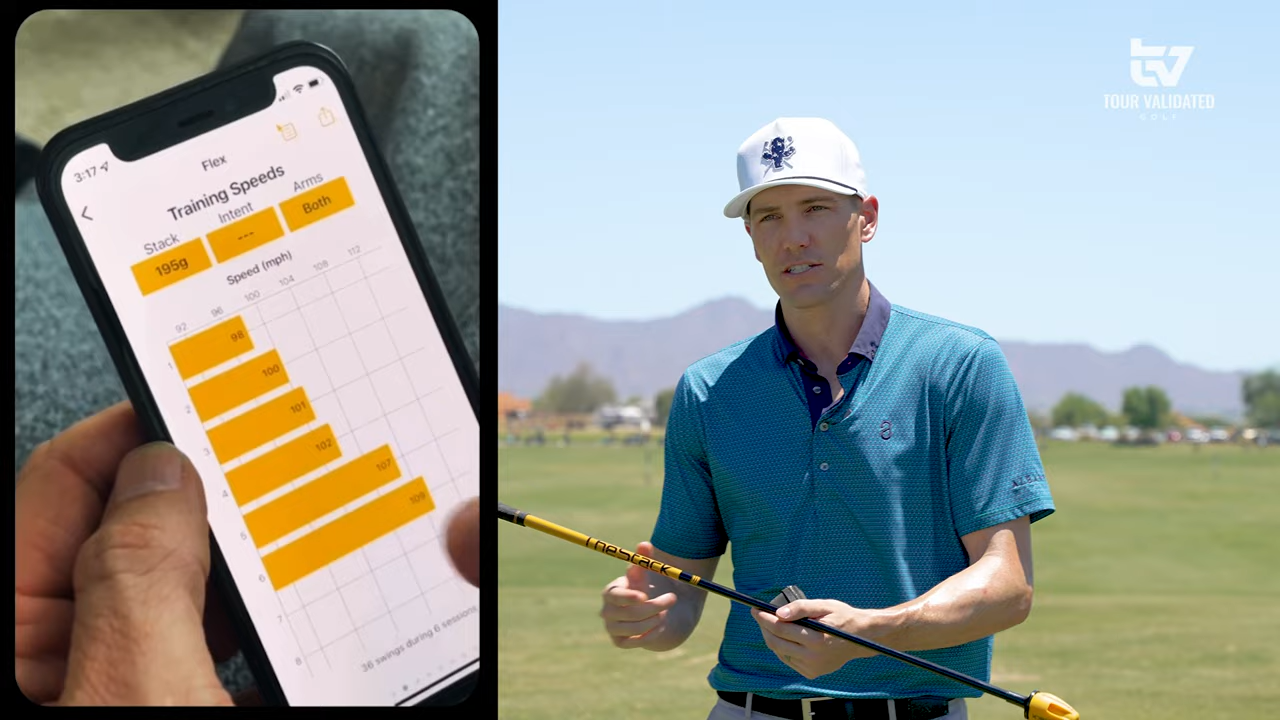 3:17
Flex
Training Speeds
Stack
Intent
Arms
195g
---
Both
Speed (mph)
92
96
100
104
108
112
1
98
2
100
3
101
4
102
5
107
6
109
7
8
36 swings during 6 sessions
TheStack
TV
TOUR VALIDATED
GOLF